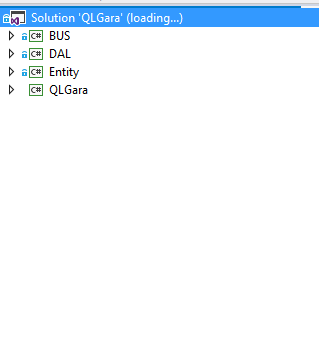 Solution 'QLGara' (loading...)
C# BUS
C# DAL
C# Entity
C# QLGara